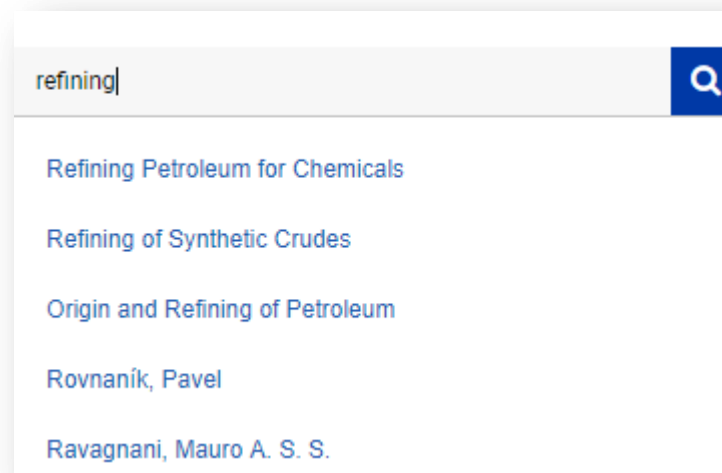 refining
Refining Petroleum for Chemicals
Refining of Synthetic Crudes
Origin and Refining of Petroleum
Rovnaník, Pavel
Ravagnani, Mauro A. S. S.